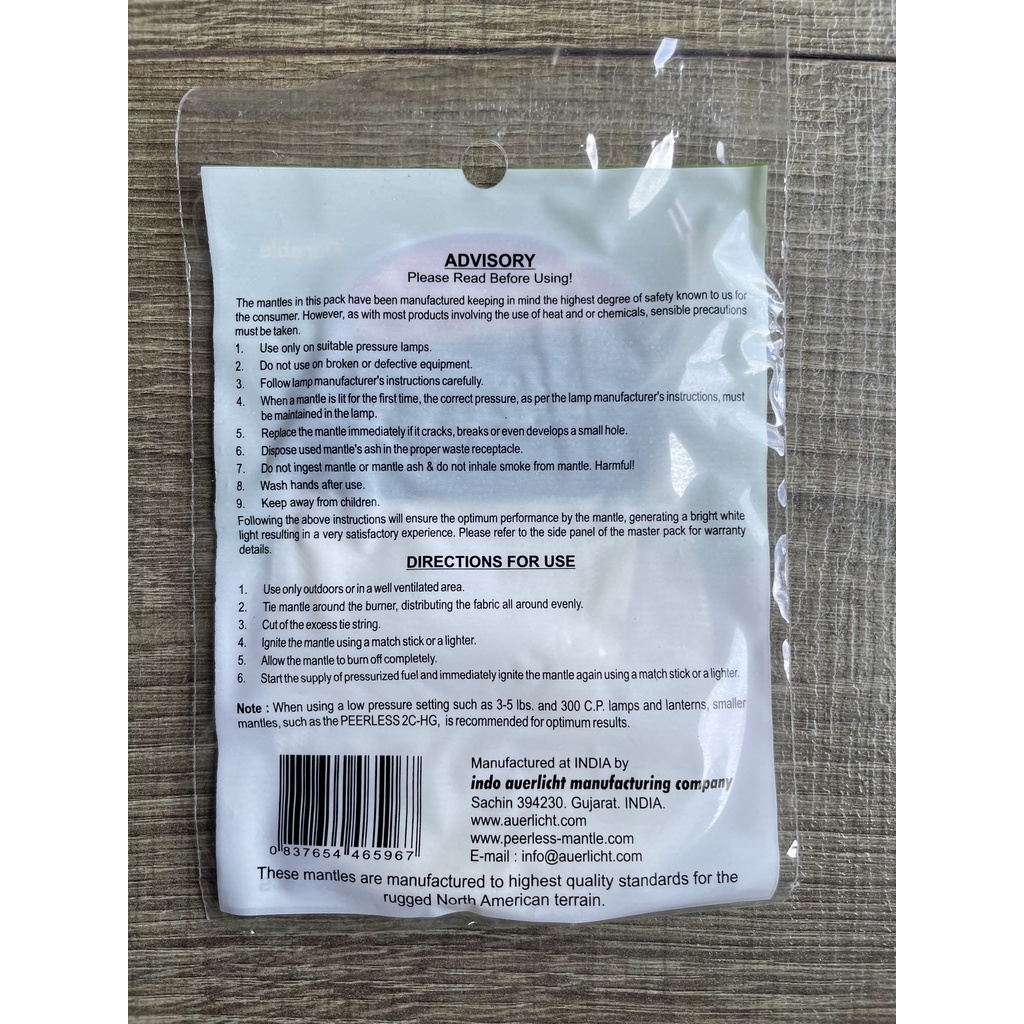 ADVISORY
Please Read Before Using!
The mantles in this pack have been manufactured keeping in mind the highest degree of safety known to us for
the consumer. However, as with most products involving the use of heat and or chemicals, sensible precautions
must be taken.
1. Use only on suitable pressure lamps.
2. Do not use on broken or defective equipment.
3. Follow lamp manufacturer's instructions carefully.
4. When a mantle is lit for the first time, the correct pressure, as per the lamp manufacturer's instructions, must
be maintained in the lamp.
5. Replace the mantle immediately if it cracks, breaks or even develops a small hole.
6. Dispose used mantle's ash in the proper waste receptacle.
7. Do not ingest mantle or mantle ash & do not inhale smoke from mantle. Harmful!
8. Wash hands after use.
9. Keep away from children.
Following the above instructions will ensure the optimum performance by the mantle, generating a bright white
light resulting in a very satisfactory experience. Please refer to the side panel of the master pack for warranty
details.
DIRECTIONS FOR USE
1. Use only outdoors or in a well ventilated area.
2. Tie mantle around the burner, distributing the fabric all around evenly.
3. Cut of the excess tie string.
4. Ignite the mantle using a match stick or a lighter.
5. Allow the mantle to burn off completely.
6. Start the supply of pressurized fuel and immediately ignite the mantle again using a match stick or a lighter.
Note : When using a low pressure setting such as 3-5 lbs. and 300 C.P. lamps and lanterns, smaller
mantles, such as the PEERLESS 2C-HG, is recommended for optimum results.
Manufactured at INDIA by
indo auerlicht manufacturing company
Sachin 394230. Gujarat. INDIA.
www.auerlicht.com
www.peerless-mantle.com
E-mail : info@auerlicht.com
0 837654 465967
These mantles are manufactured to highest quality standards for the
rugged North American terrain.